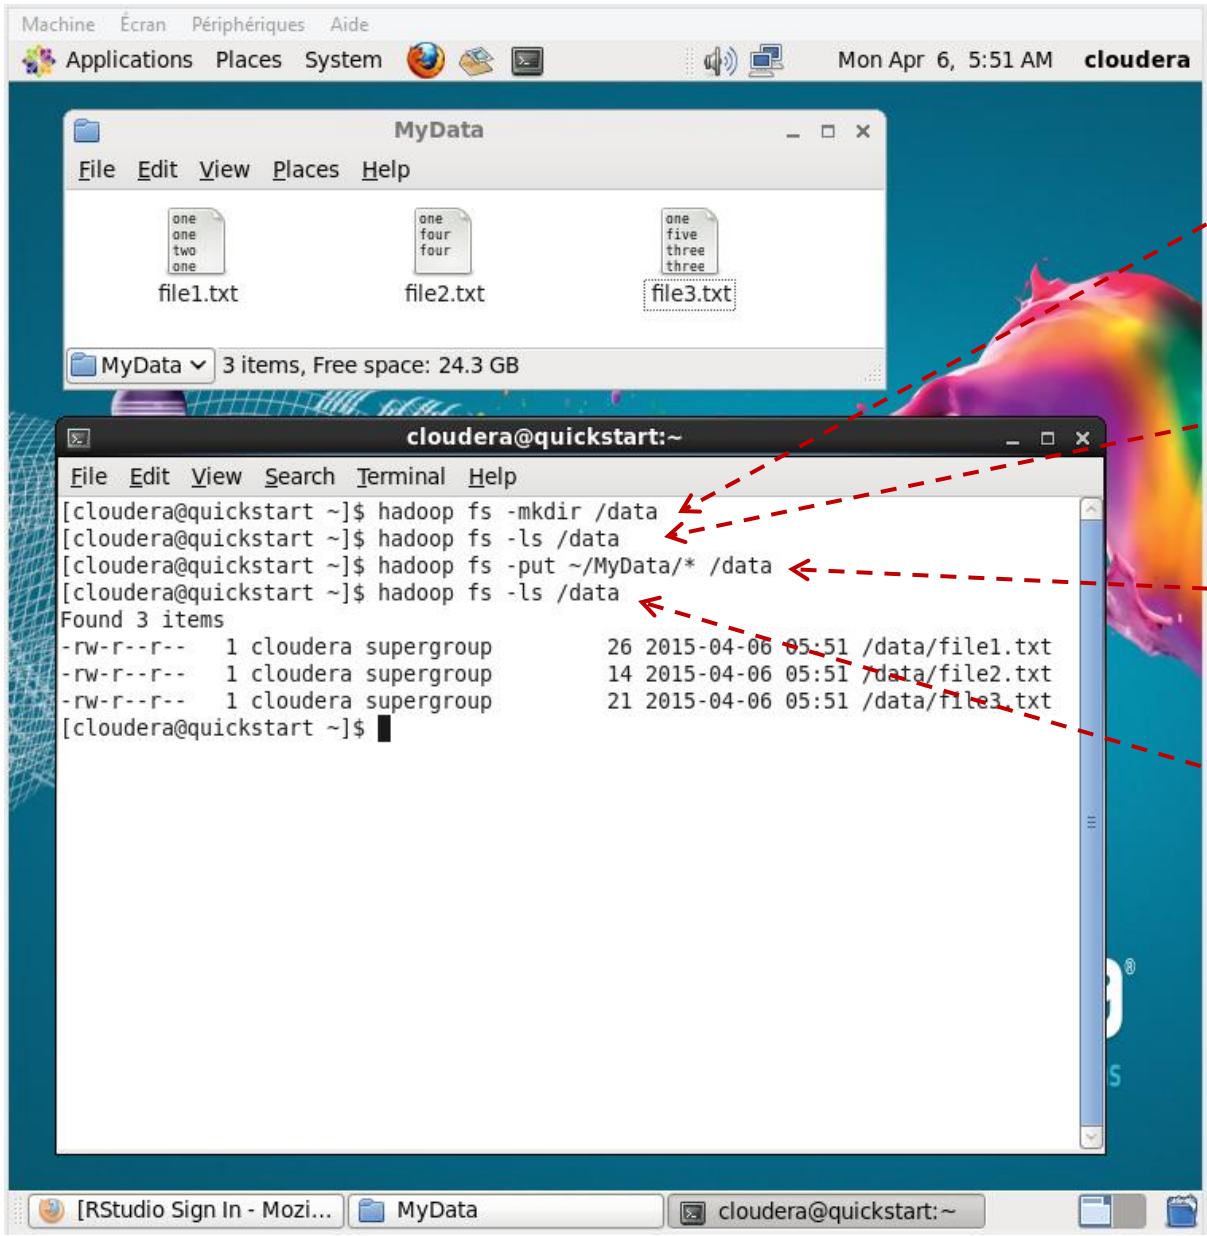 Machine Écran Périphériques Aide
Applications Places System Mon Apr 6, 5:51 AM cloudera
MyData
File Edit View Places Help
one
one
two
one
file1.txt
one
four
four
file2.txt
one
five
three
three
file3.txt
MyData 3 items, Free space: 24.3 GB
cloudera@quickstart:~
File Edit View Search Terminal Help
[cloudera@quickstart ~]$ hadoop fs -mkdir /data
[cloudera@quickstart ~]$ hadoop fs -ls /data
[cloudera@quickstart ~]$ hadoop fs -put ~/MyData/* /data
[cloudera@quickstart ~]$ hadoop fs -ls /data
Found 3 items
-rw-r--r-- 1 cloudera supergroup 26 2015-04-06 05:51 /data/file1.txt
-rw-r--r-- 1 cloudera supergroup 14 2015-04-06 05:51 /data/file2.txt
-rw-r--r-- 1 cloudera supergroup 21 2015-04-06 05:51 /data/file3.txt
[cloudera@quickstart ~]$
®
S
[RStudio Sign In - Mozi... MyData cloudera@quickstart:~